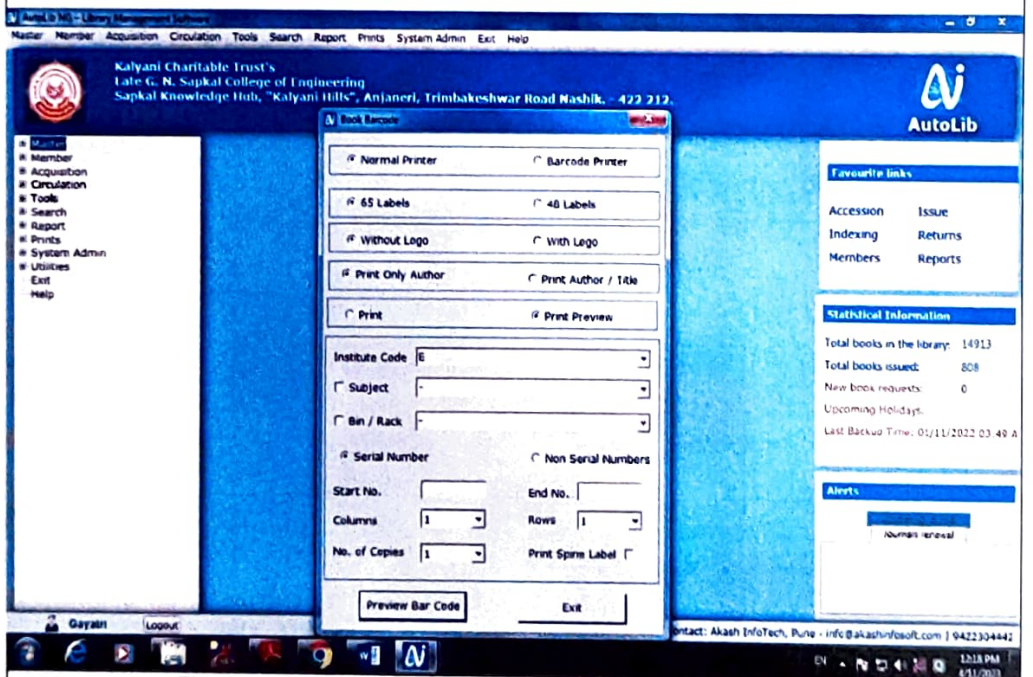 AutoLib NG - Library Management Software
Master Member Acquisition Circulation Tools Search Report Prints System Admin Exit Help
Kalyani Charitable Trust's
Late G. N. Sapkal College of Engineering
Sapkal Knowledge Hub, "Kalyani Hills", Anjaneri, Trimbakeshwar Road Nashik. - 422 212.
AutoLib
Master
Member
Acquisition
Circulation
Tools
Search
Report
Prints
System Admin
Utilities
Exit
Help
Book Barcode
Normal Printer Barcode Printer
65 Labels 48 Labels
Without Logo With Logo
Print Only Author Print Author / Title
Print Print Preview
Institute Code E
Subject -
Bin / Rack -
Serial Number Non Serial Numbers
Start No. End No.
Columns 1 Rows 1
No. of Copies 1 Print Spine Label
Preview Bar Code Exit
Favourite links
Accession Issue
Indexing Returns
Members Reports
Statistical Information
Total books in the library: 14913
Total books issued: 808
New book requests: 0
Upcoming Holidays:
Last Backup Time: 01/11/2022 03:49 A
Alerts
Journals renewal
Gayatri Logout
ontact: Akash InfoTech, Pune - info@akashinfosoft.com | 9422304442
EN 12:18 PM
4/11/2023